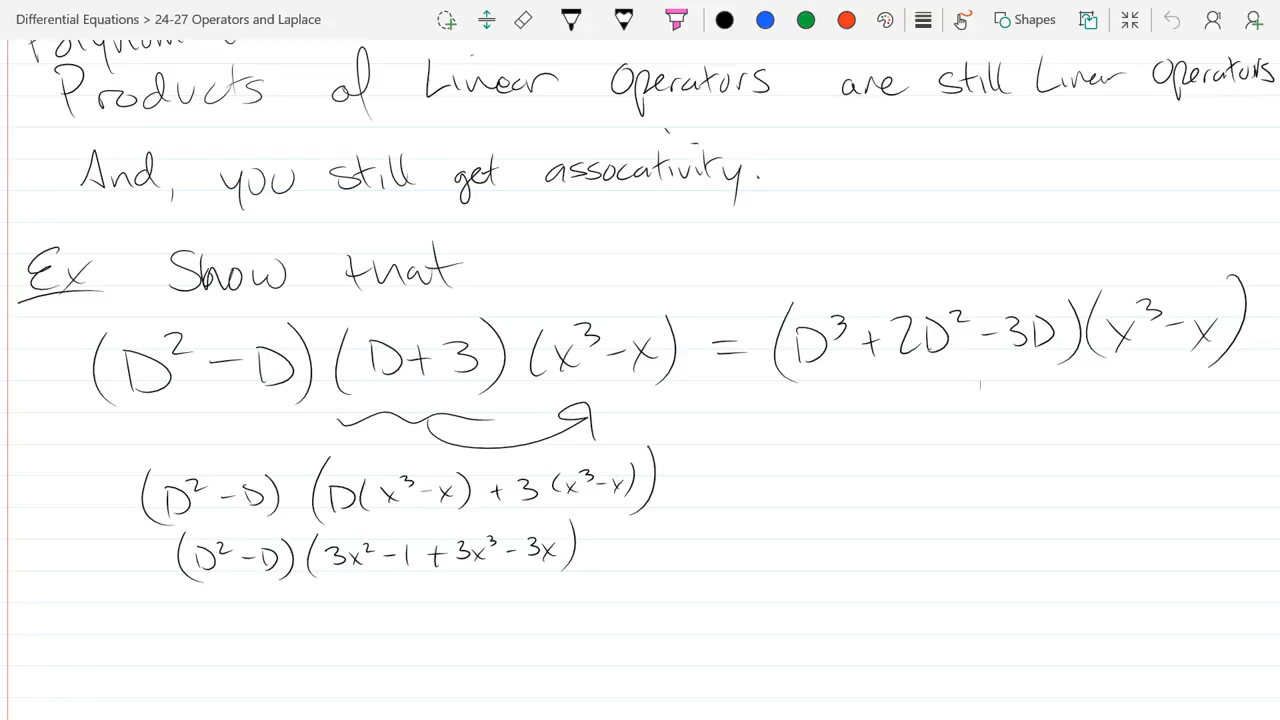 Differential Equations > 24-27 Operators and Laplace
Shapes
Products of Linear Operators are still Linear Operators
And, you still get assocativity.
Ex Show that
(D² - D)(D+3)(x³-x) = (D³ + 2D² - 3D)(x³-x)
(D² - D) (D(x³-x) + 3(x³-x))
(D² - D)(3x² - 1 + 3x³ - 3x)